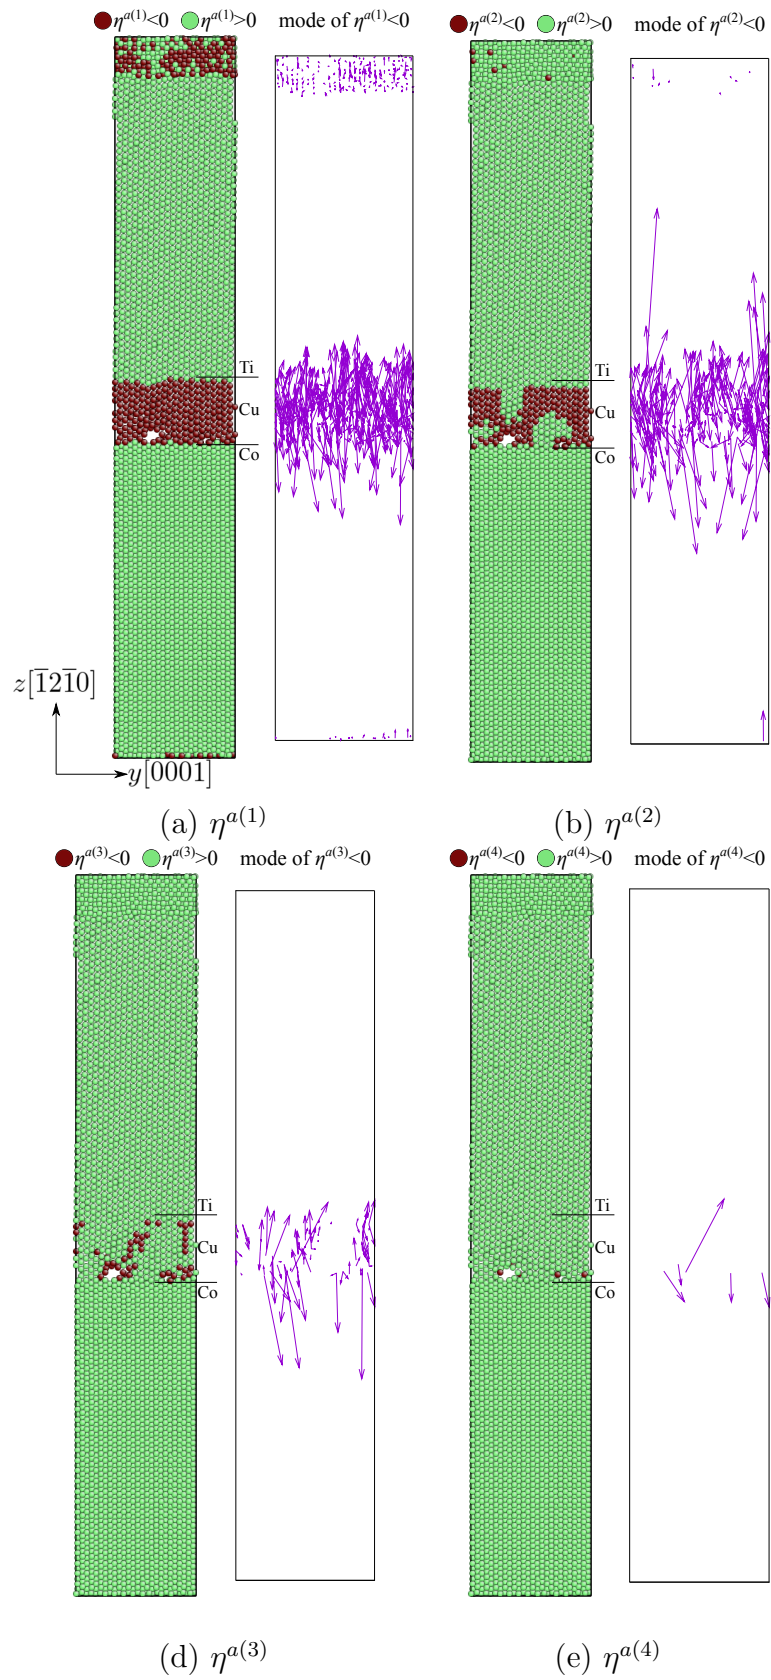 η^a(1)<0 η^a(1)>0 mode of η^a(1)<0
Ti
Cu
Co
z[1̅21̅0]
y[0001]
(a) η^a(1)
η^a(2)<0 η^a(2)>0 mode of η^a(2)<0
Ti
Cu
Co
(b) η^a(2)
η^a(3)<0 η^a(3)>0 mode of η^a(3)<0
Ti
Cu
Co
(d) η^a(3)
η^a(4)<0 η^a(4)>0 mode of η^a(4)<0
Ti
Cu
Co
(e) η^a(4)